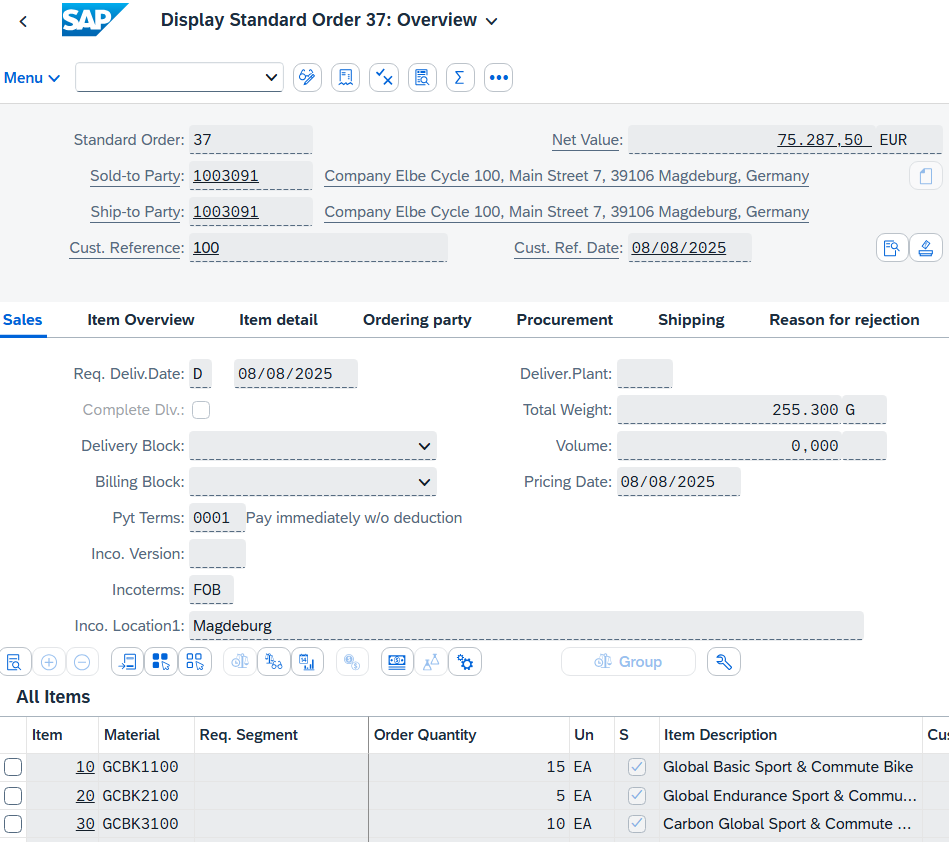 SAP Display Standard Order 37: Overview
Menu
Standard Order: 37 Net Value: 75.287,50 EUR
Sold-to Party: 1003091 Company Elbe Cycle 100, Main Street 7, 39106 Magdeburg, Germany
Ship-to Party: 1003091 Company Elbe Cycle 100, Main Street 7, 39106 Magdeburg, Germany
Cust. Reference: 100 Cust. Ref. Date: 08/08/2025
Sales Item Overview Item detail Ordering party Procurement Shipping Reason for rejection
Req. Deliv.Date: D 08/08/2025 Deliver.Plant:
Complete Dlv.: Total Weight: 255.300 G
Delivery Block: Volume: 0,000
Billing Block: Pricing Date: 08/08/2025
Pyt Terms: 0001 Pay immediately w/o deduction
Inco. Version:
Incoterms: FOB
Inco. Location1: Magdeburg
Group
All Items
Item Material Req. Segment Order Quantity Un S Item Description Cus
10 GCBK1100 15 EA Global Basic Sport & Commute Bike
20 GCBK2100 5 EA Global Endurance Sport & Commu...
30 GCBK3100 10 EA Carbon Global Sport & Commute ...